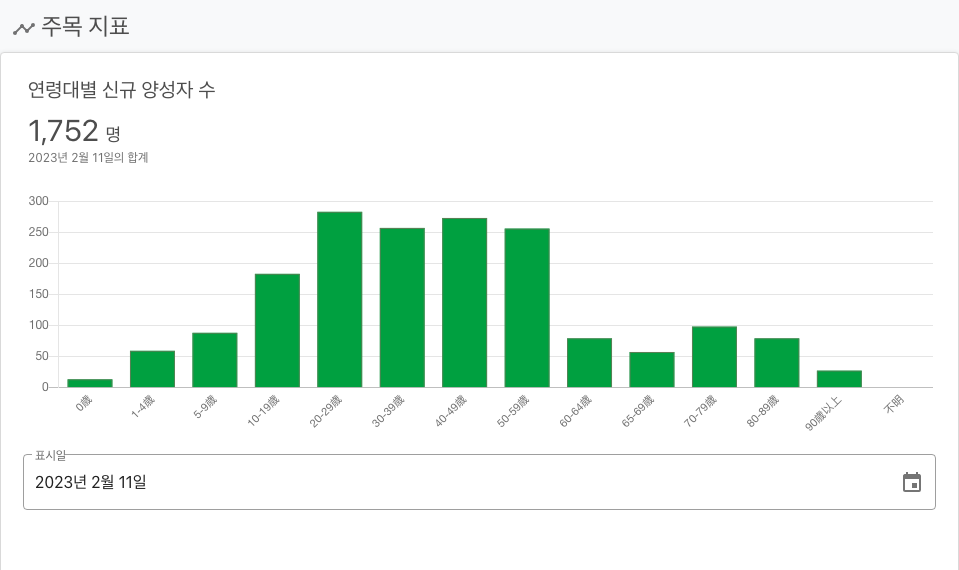 주목 지표
연령대별 신규 양성자 수
1,752 명
2023년 2월 11일의 합계
300
250
200
150
100
50
0
0歳
1-4歳
5-9歳
10-19歳
20-29歳
30-39歳
40-49歳
50-59歳
60-64歳
65-69歳
70-79歳
80-89歳
90歳以上
不明
표시일
2023년 2월 11일